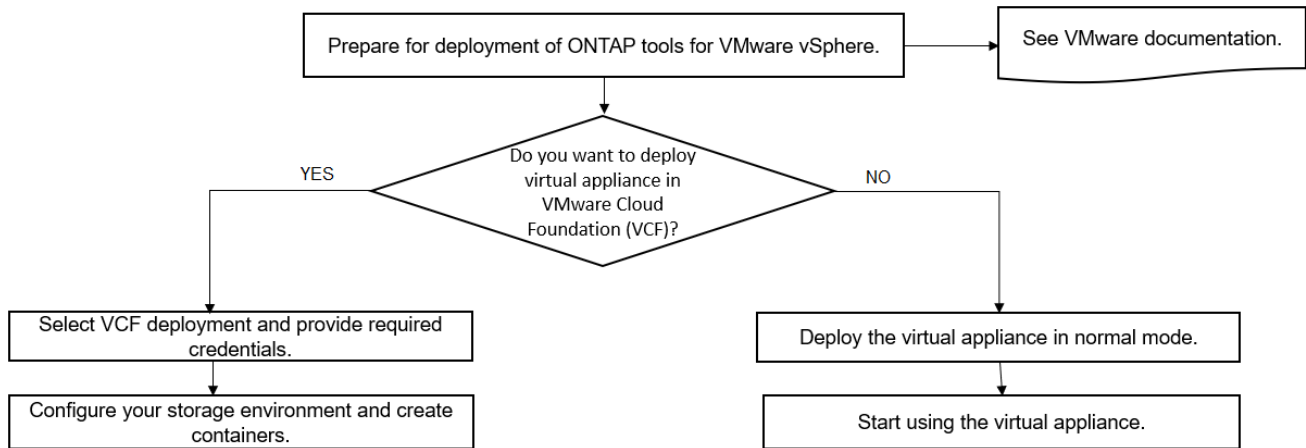 Prepare for deployment of ONTAP tools for VMware vSphere.
See VMware documentation.
Do you want to deploy
virtual appliance in
VMware Cloud
Foundation (VCF)?
YES
NO
Select VCF deployment and provide required
credentials.
Deploy the virtual appliance in normal mode.
Configure your storage environment and create
containers.
Start using the virtual appliance.